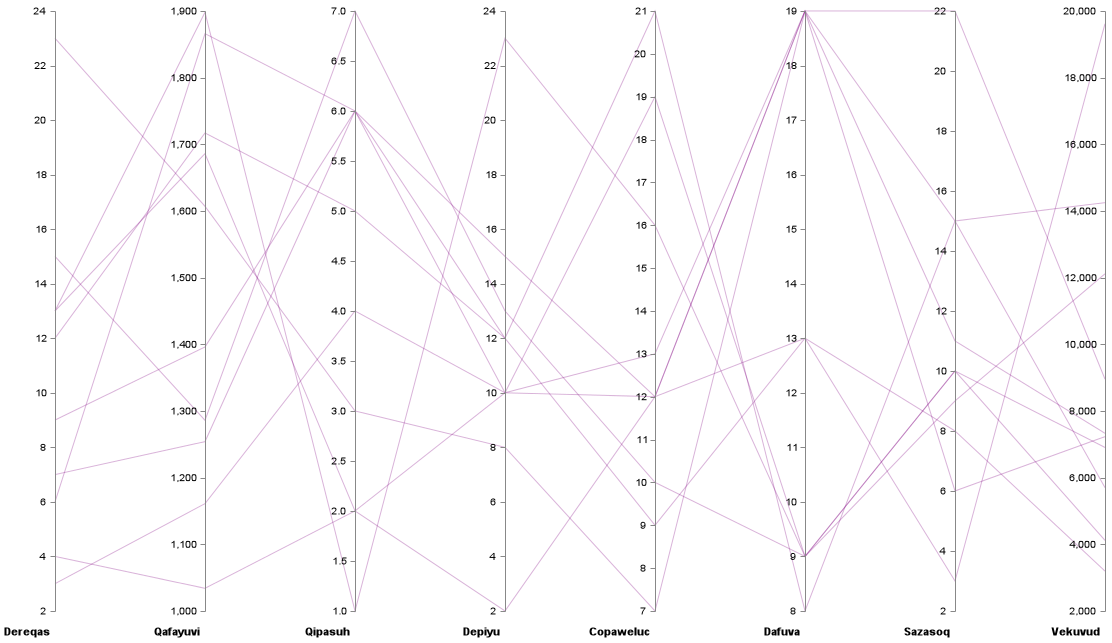 24 1,900 7.0 24 21 19 22 20,000
22 1,800 6.5 22 20 18 20 18,000
20 1,700 6.0 20 19 17 18 16,000
18 1,600 5.5 18 18 16 16 14,000
16 1,500 5.0 16 17 15 14 12,000
14 1,400 4.5 14 16 14 12 10,000
12 1,300 4.0 12 15 13 10 8,000
10 1,200 3.5 10 14 12 8 6,000
8 1,100 3.0 8 13 11 6 4,000
6 1,000 2.5 6 12 10 4 2,000
4 2.0 4 11 9 2
2 1.5 2 10 8
1.0 9
8
7
Dereqas Qafayuvi Qipasuh Depiyu Copaweluc Dafuva Sazasoq Vekuvud